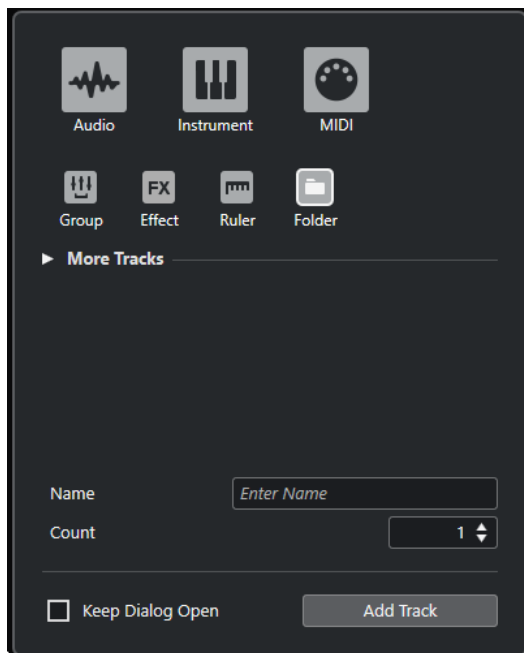 Audio Instrument MIDI
FX
Group Effect Ruler Folder
More Tracks
Name Enter Name
Count 1
Keep Dialog Open Add Track